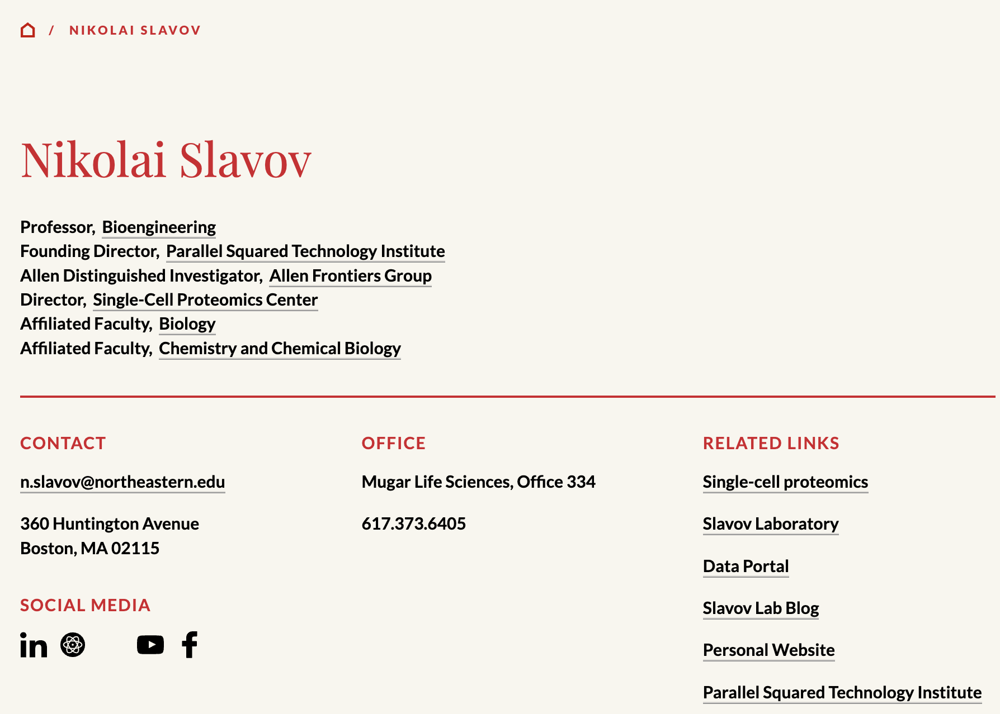 / NIKOLAI SLAVOV
Nikolai Slavov
Professor, Bioengineering
Founding Director, Parallel Squared Technology Institute
Allen Distinguished Investigator, Allen Frontiers Group
Director, Single-Cell Proteomics Center
Affiliated Faculty, Biology
Affiliated Faculty, Chemistry and Chemical Biology
CONTACT
n.slavov@northeastern.edu
360 Huntington Avenue
Boston, MA 02115
SOCIAL MEDIA
OFFICE
Mugar Life Sciences, Office 334
617.373.6405
RELATED LINKS
Single-cell proteomics
Slavov Laboratory
Data Portal
Slavov Lab Blog
Personal Website
Parallel Squared Technology Institute